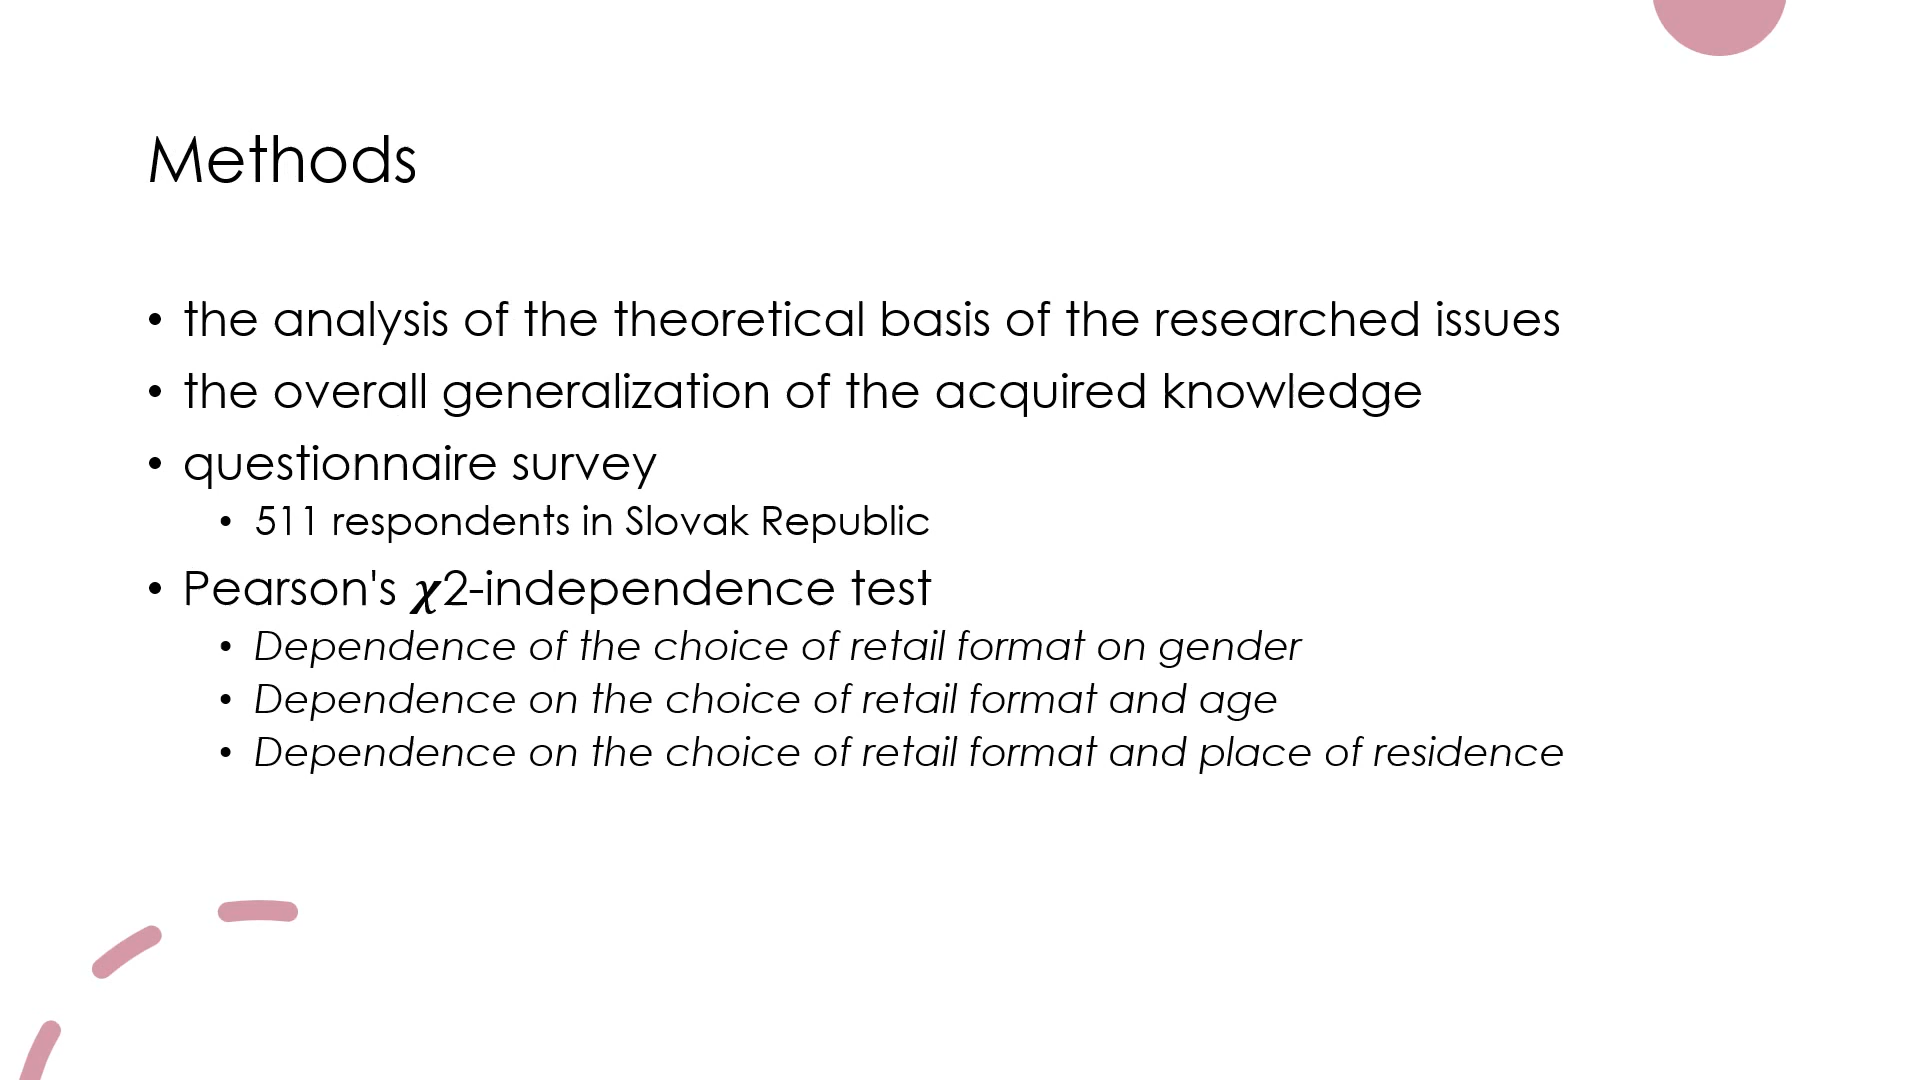 Methods
• the analysis of the theoretical basis of the researched issues
• the overall generalization of the acquired knowledge
• questionnaire survey
• 511 respondents in Slovak Republic
• Pearson's 𝝌2-independence test
• Dependence of the choice of retail format on gender
• Dependence on the choice of retail format and age
• Dependence on the choice of retail format and place of residence